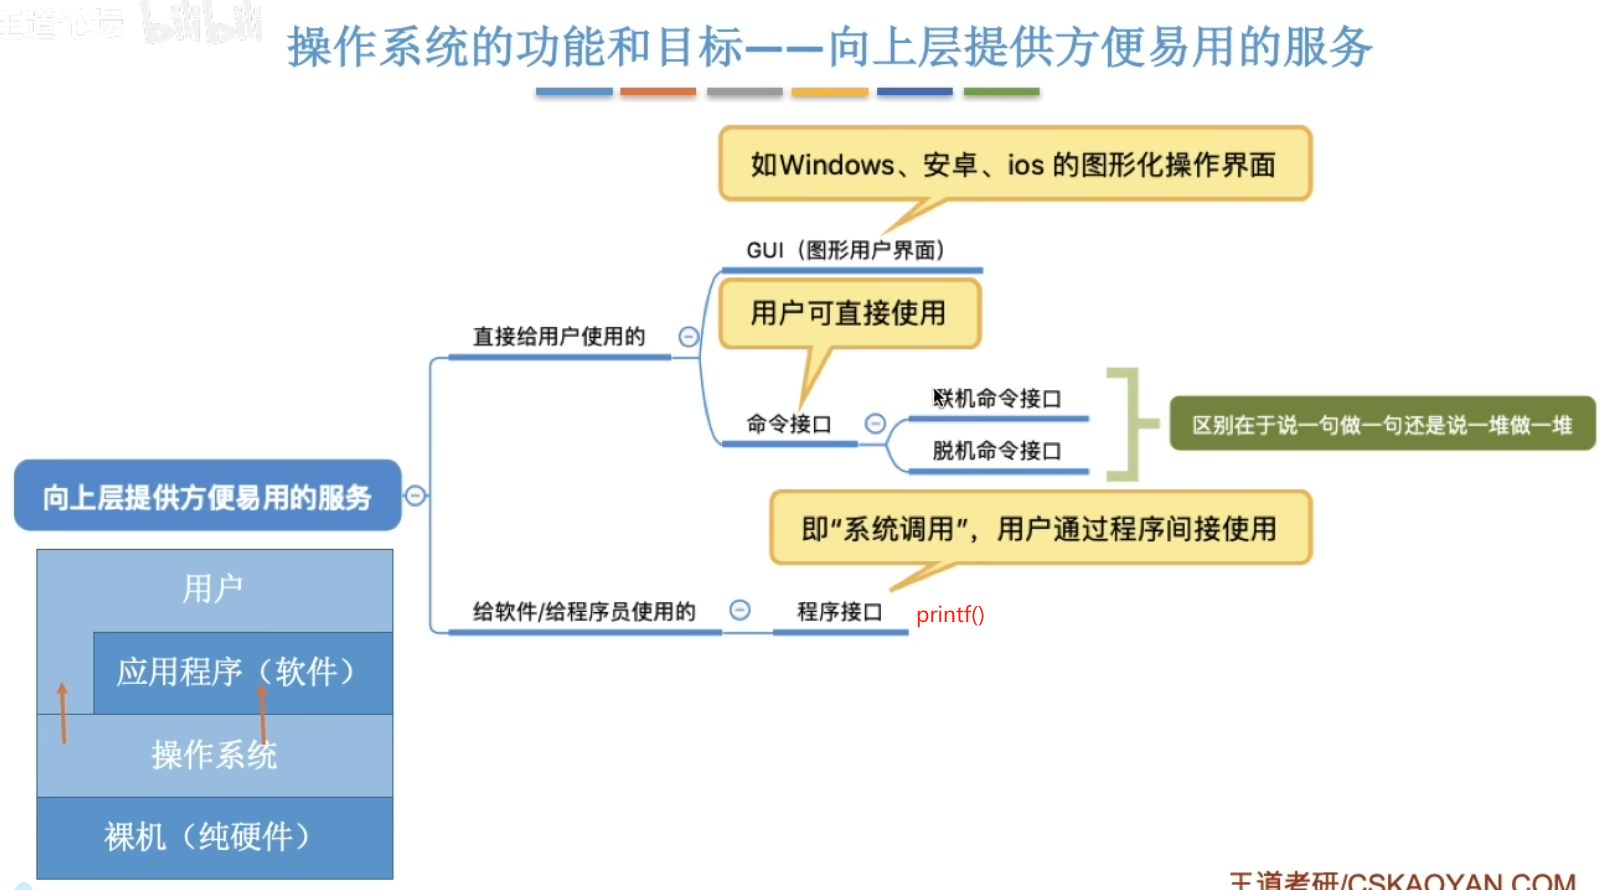 王道论坛 bilibili
操作系统的功能和目标——向上层提供方便易用的服务
如Windows、安卓、ios 的图形化操作界面
GUI（图形用户界面）
用户可直接使用
直接给用户使用的
联机命令接口
命令接口
区别在于说一句做一句还是说一堆做一堆
脱机命令接口
向上层提供方便易用的服务
即“系统调用”，用户通过程序间接使用
给软件/给程序员使用的
程序接口
printf()
用户
应用程序（软件）
操作系统
裸机（纯硬件）
王道考研/CSKAOYAN.COM